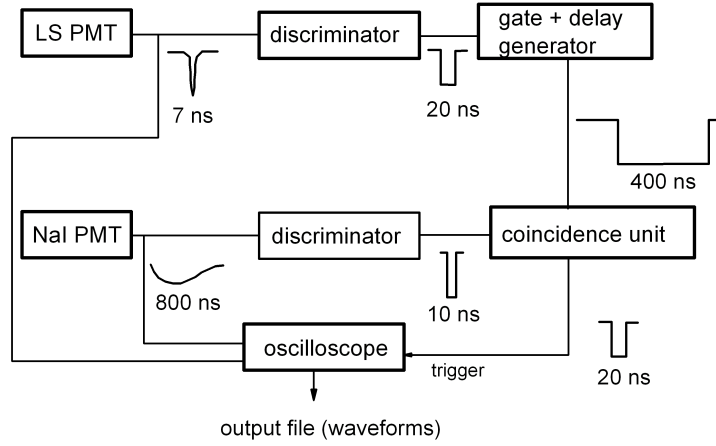 LS PMT
discriminator
gate + delay
generator
7 ns
20 ns
400 ns
NaI PMT
discriminator
coincidence unit
800 ns
10 ns
oscilloscope
trigger
20 ns
output file (waveforms)